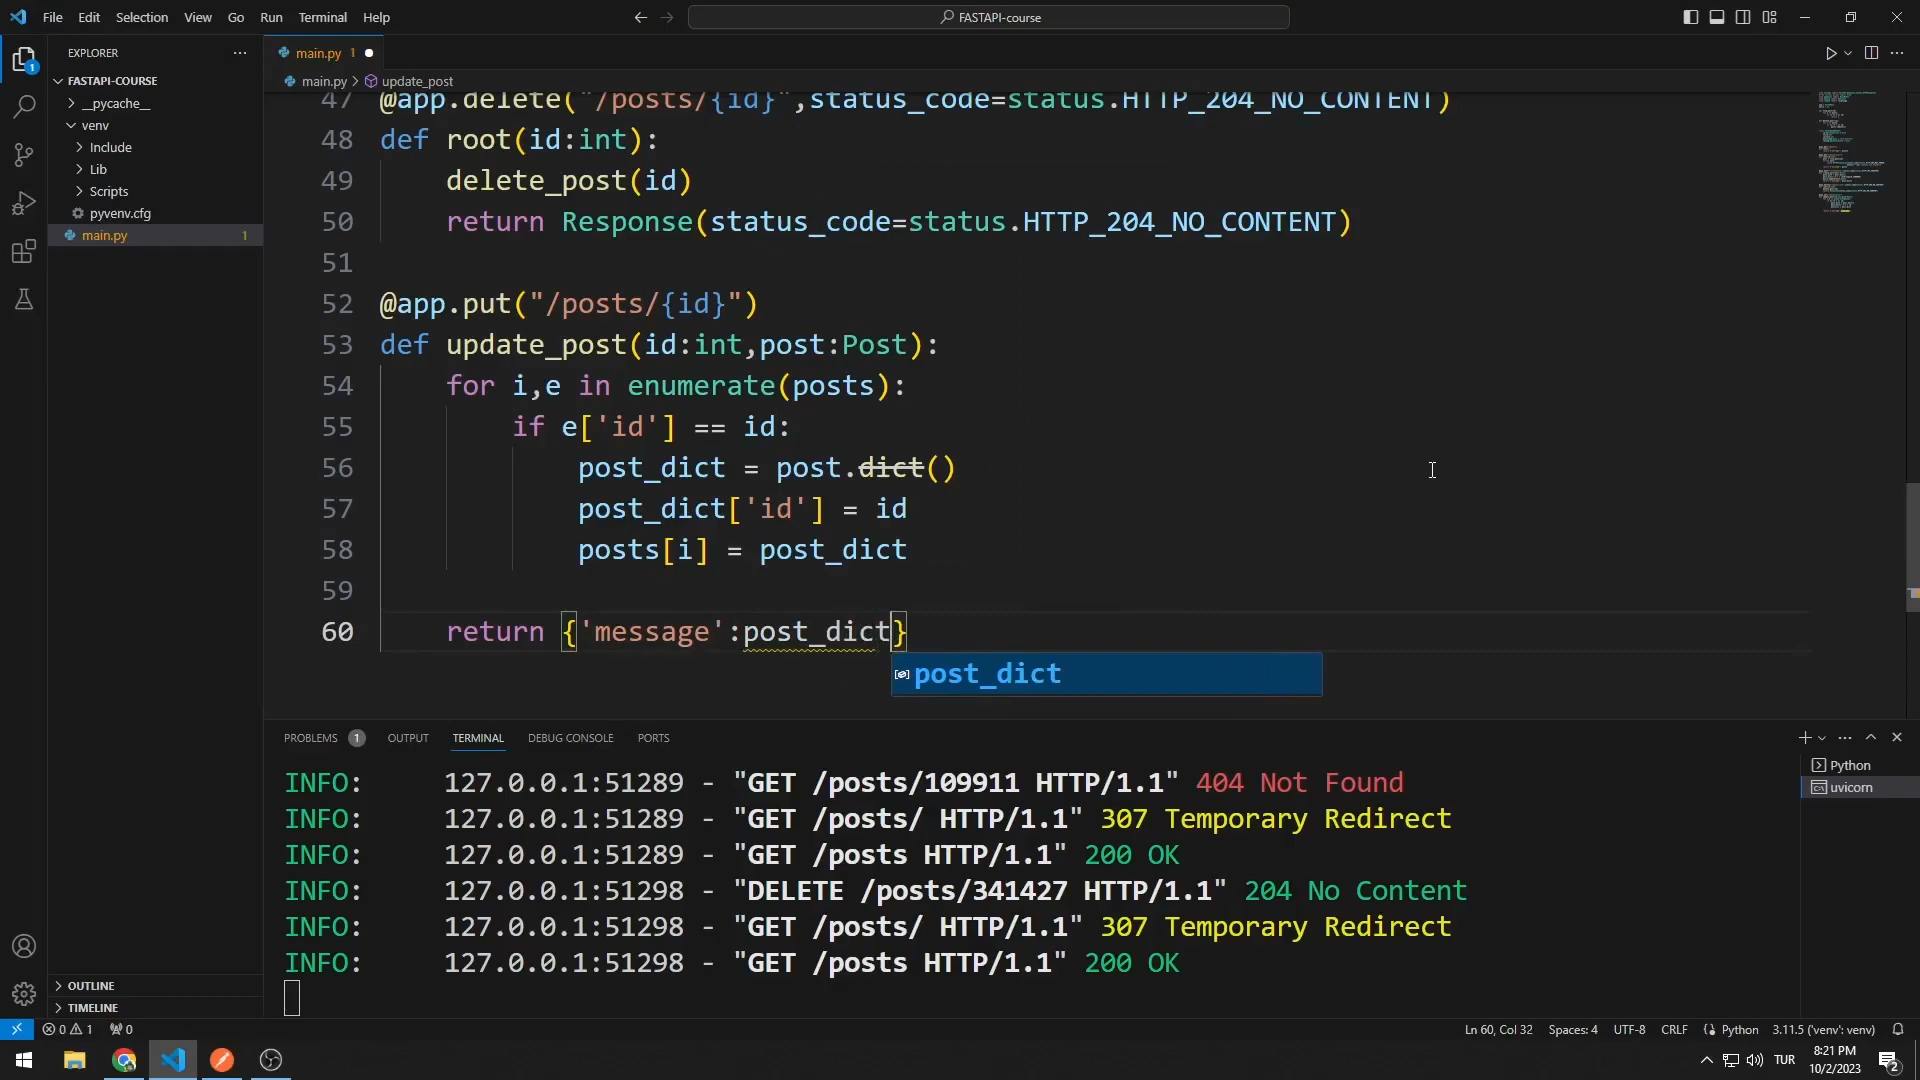 File Edit Selection View Go Run Terminal Help
FASTAPI-course
EXPLORER
FASTAPI-COURSE
__pycache__
venv
Include
Lib
Scripts
pyvenv.cfg
main.py 1
main.py 1
main.py > update_post
47 @app.delete("/posts/{id}",status_code=status.HTTP_204_NO_CONTENT)
48 def root(id:int):
49 delete_post(id)
50 return Response(status_code=status.HTTP_204_NO_CONTENT)
51
52 @app.put("/posts/{id}")
53 def update_post(id:int,post:Post):
54 for i,e in enumerate(posts):
55 if e['id'] == id:
56 post_dict = post.dict()
57 post_dict['id'] = id
58 posts[i] = post_dict
59
60 return {'message':post_dict}
post_dict
PROBLEMS 1 OUTPUT TERMINAL DEBUG CONSOLE PORTS
INFO: 127.0.0.1:51289 - "GET /posts/109911 HTTP/1.1" 404 Not Found
INFO: 127.0.0.1:51289 - "GET /posts/ HTTP/1.1" 307 Temporary Redirect
INFO: 127.0.0.1:51289 - "GET /posts HTTP/1.1" 200 OK
INFO: 127.0.0.1:51298 - "DELETE /posts/341427 HTTP/1.1" 204 No Content
INFO: 127.0.0.1:51298 - "GET /posts/ HTTP/1.1" 307 Temporary Redirect
INFO: 127.0.0.1:51298 - "GET /posts HTTP/1.1" 200 OK
Python
uvicorn
OUTLINE
TIMELINE
1
0 1 0
Ln 60, Col 32 Spaces: 4 UTF-8 CRLF Python 3.11.5 ('venv': venv)
TUR
8:21 PM
10/2/2023
2